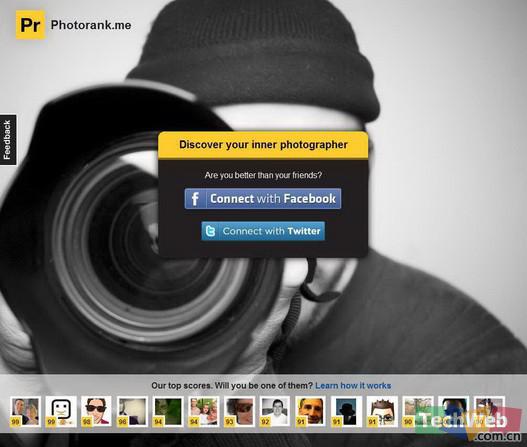 Pr Photorank.me
Feedback
Discover your inner photographer
Are you better than your friends?
f Connect with Facebook
t Connect with Twitter
Our top scores. Will you be one of them? Learn how it works
99 99 98 96 94 94 93 92 91 91 91 90
TechWeb
.com.cn